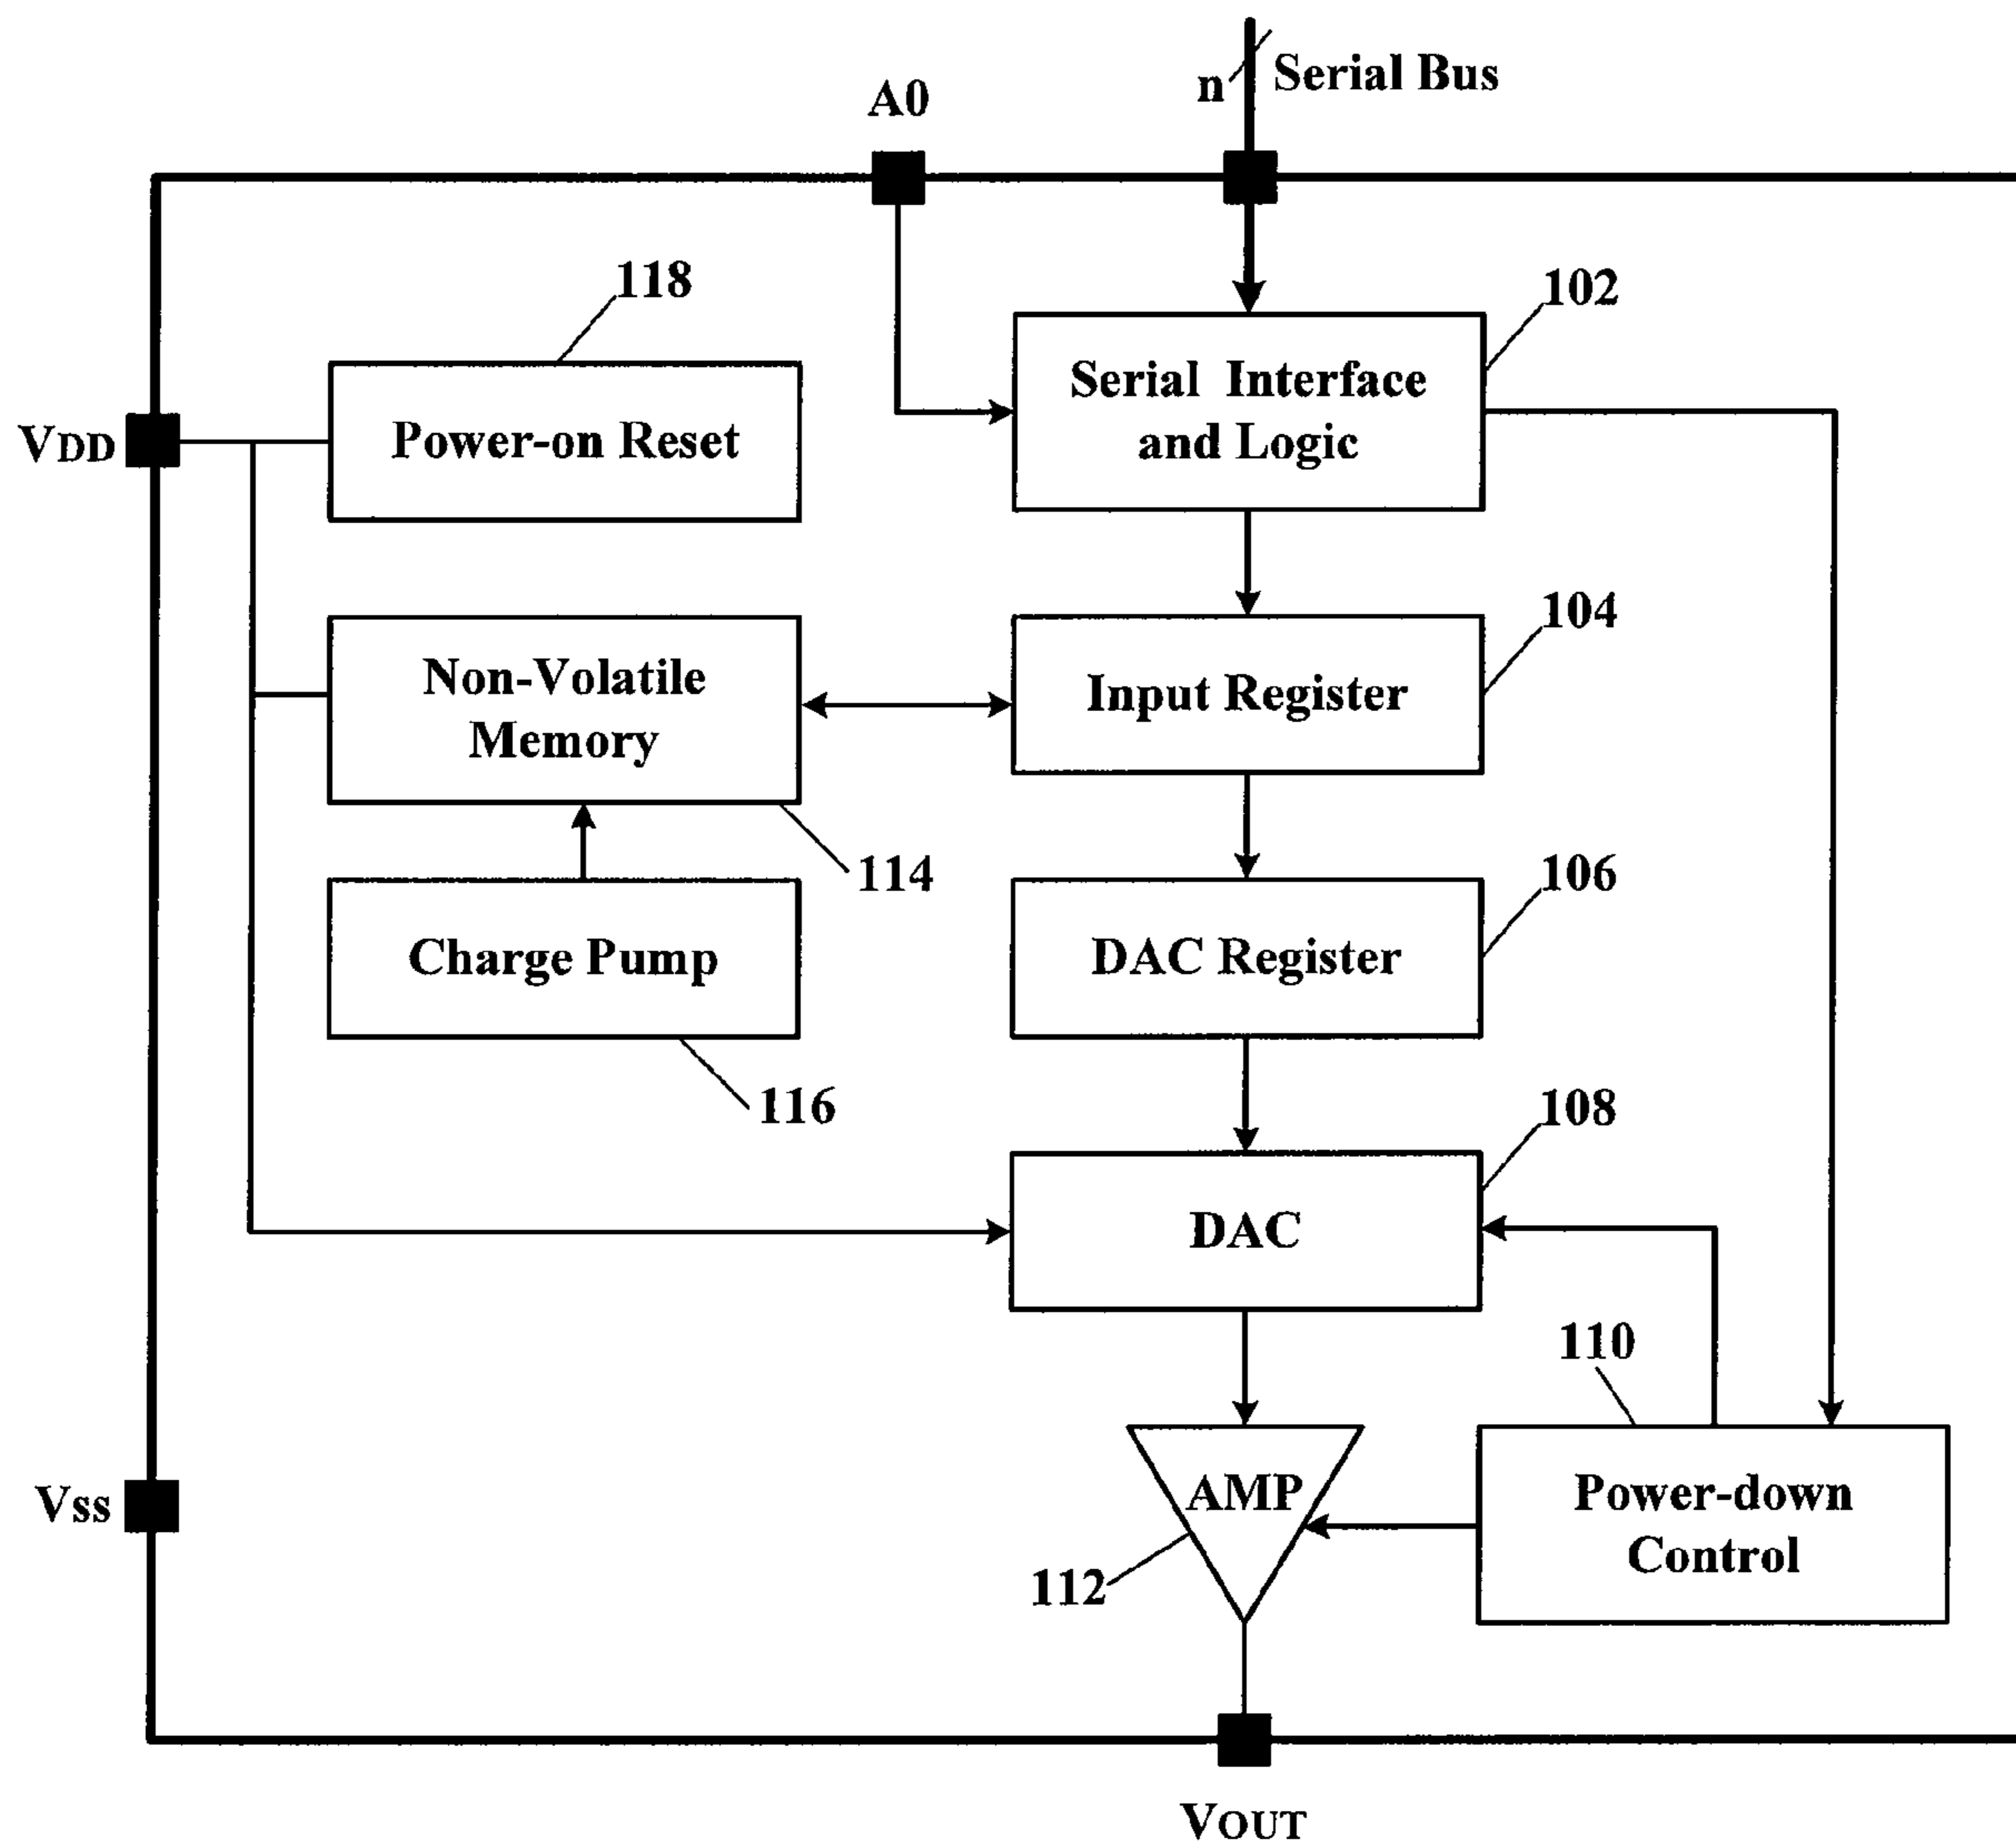 n
Serial Bus
A0
118
102
Power-on Reset
Serial Interface
and Logic
VDD
104
Non-Volatile
Memory
Input Register
114
106
Charge Pump
DAC Register
116
108
DAC
110
AMP
Power-down
Control
Vss
112
VOUT